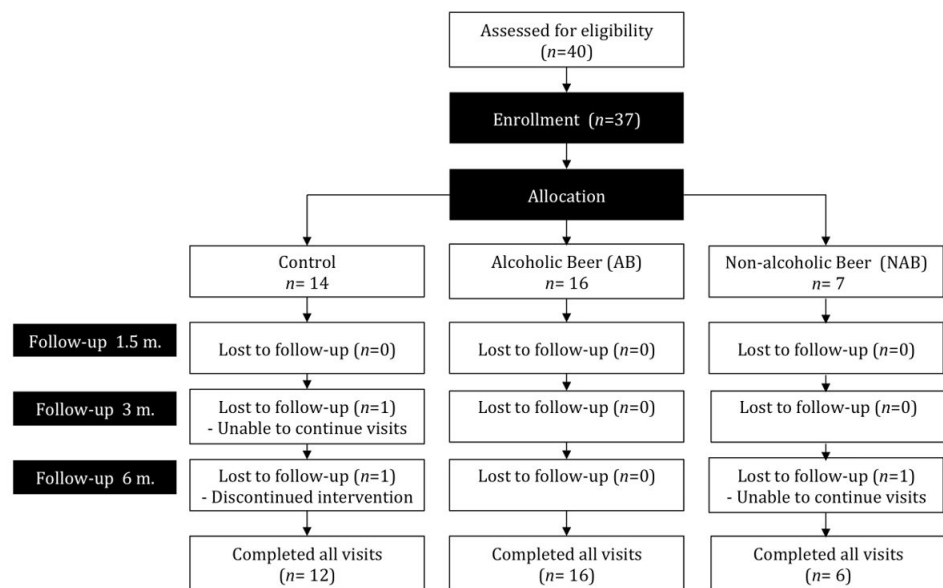 Assessed for eligibility
(n=40)
Enrollment (n=37)
Allocation
Control
n= 14
Alcoholic Beer (AB)
n= 16
Non-alcoholic Beer (NAB)
n= 7
Follow-up 1.5 m.
Lost to follow-up (n=0)
Lost to follow-up (n=0)
Lost to follow-up (n=0)
Follow-up 3 m.
Lost to follow-up (n=1)
- Unable to continue visits
Lost to follow-up (n=0)
Lost to follow-up (n=0)
Follow-up 6 m.
Lost to follow-up (n=1)
- Discontinued intervention
Lost to follow-up (n=0)
Lost to follow-up (n=1)
- Unable to continue visits
Completed all visits
(n= 12)
Completed all visits
(n= 16)
Completed all visits
(n= 6)